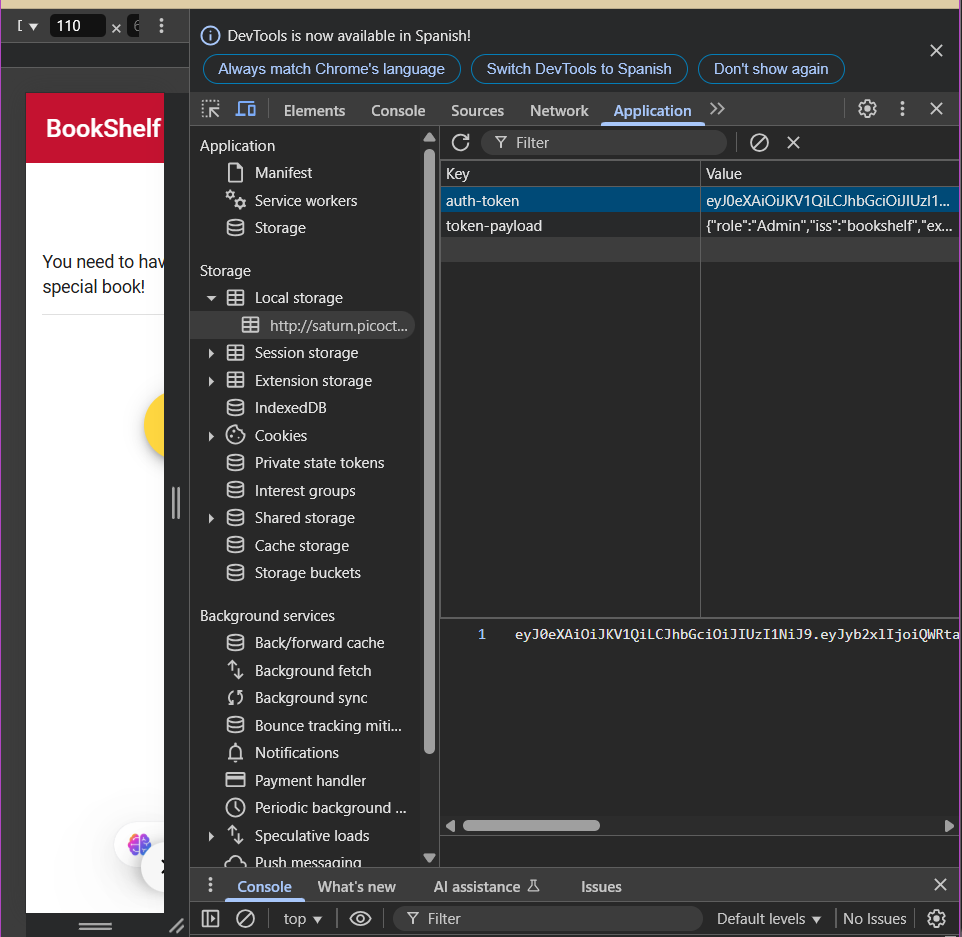 110
×
6
DevTools is now available in Spanish!
Always match Chrome's language
Switch DevTools to Spanish
Don't show again
Elements
Console
Sources
Network
Application
BookShelf
You need to hav
special book!
Application
Manifest
Service workers
Storage
Storage
Local storage
http://saturn.picoct...
Session storage
Extension storage
IndexedDB
Cookies
Private state tokens
Interest groups
Shared storage
Cache storage
Storage buckets
Background services
Back/forward cache
Background fetch
Background sync
Bounce tracking miti...
Notifications
Payment handler
Periodic background ...
Speculative loads
Push messaging
Filter
Key Value
auth-token eyJ0eXAiOiJKV1QiLCJhbGciOiJIUzI1...
token-payload {"role":"Admin","iss":"bookshelf","ex...
1 eyJ0eXAiOiJKV1QiLCJhbGciOiJIUzI1NiJ9.eyJyb2xlIjoiQWRta
Console
What's new
AI assistance
Issues
top
Filter
Default levels
No Issues